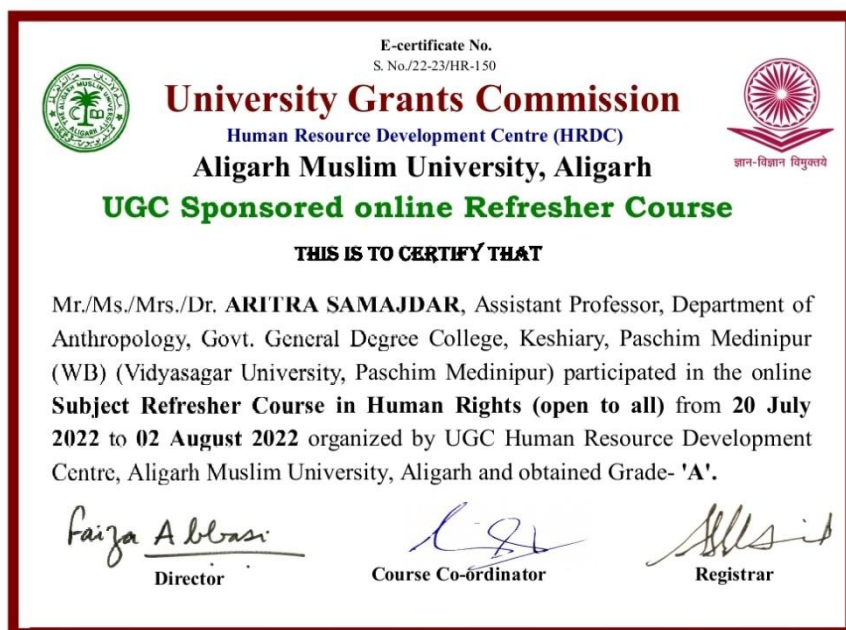 E-certificate No.
S. No./22-23/HR-150
University Grants Commission
Human Resource Development Centre (HRDC)
Aligarh Muslim University, Aligarh
ज्ञान-विज्ञान विमुक्तये
THE ALIGARH MUSLIM UNIVERSITY
ALIGARH
UGC Sponsored online Refresher Course
THIS IS TO CERTIFY THAT
Mr./Ms./Mrs./Dr. ARITRA SAMAJDAR, Assistant Professor, Department of
Anthropology, Govt. General Degree College, Keshiary, Paschim Medinipur
(WB) (Vidyasagar University, Paschim Medinipur) participated in the online
Subject Refresher Course in Human Rights (open to all) from 20 July
2022 to 02 August 2022 organized by UGC Human Resource Development
Centre, Aligarh Muslim University, Aligarh and obtained Grade- 'A'.
Faiza Abbasi
Director
Course Co-ordinator
Registrar